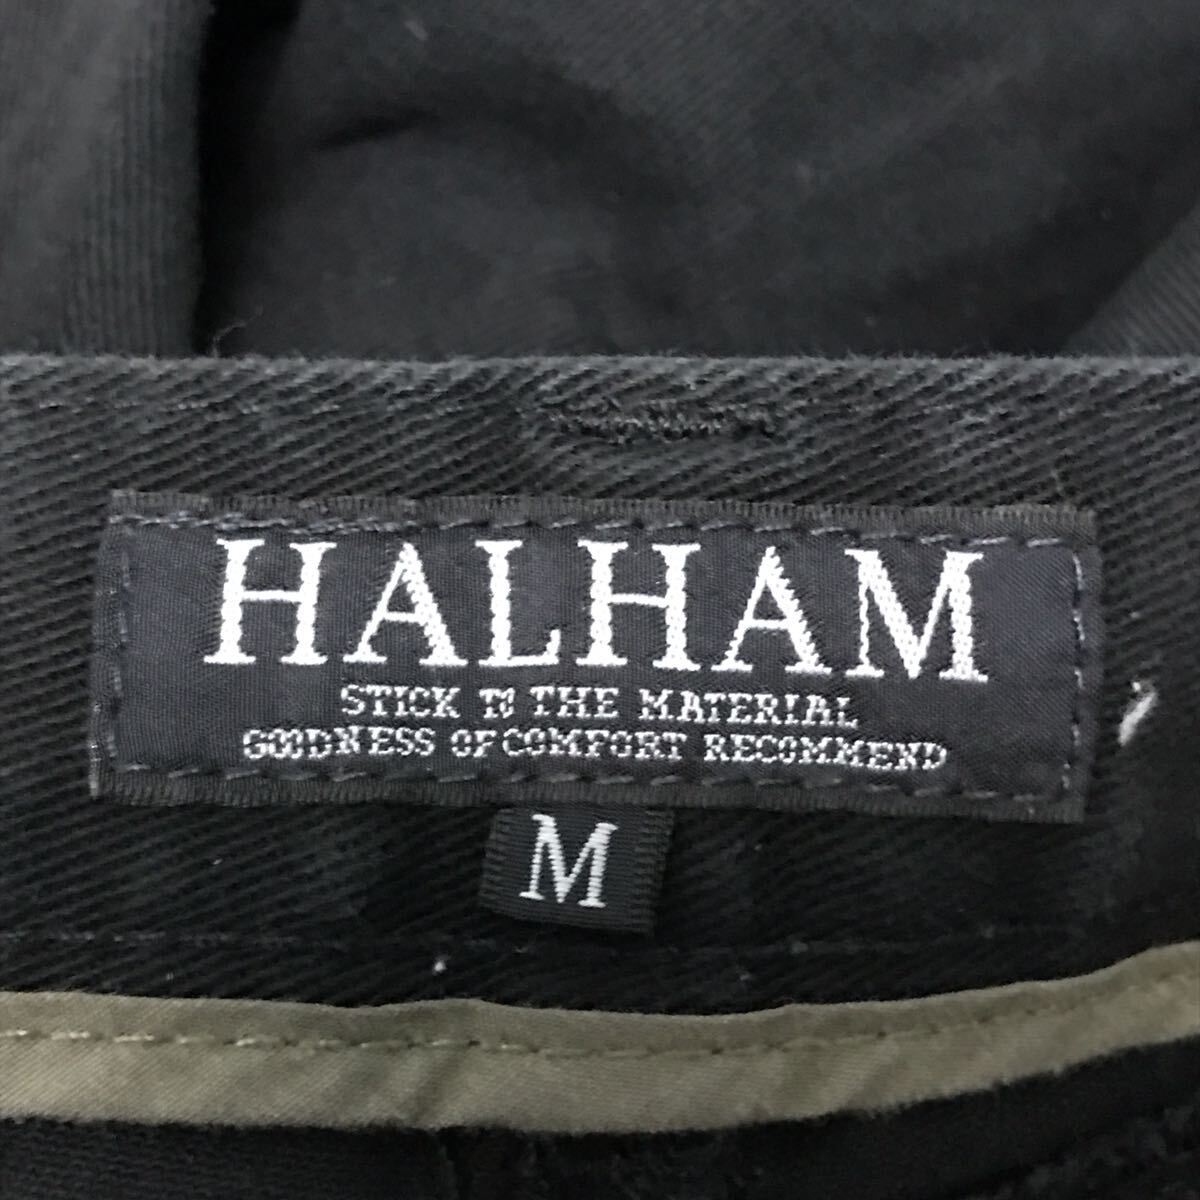 HALHAM
STICK TO THE MATERIAL
GOODNESS OF COMFORT RECOMMEND
M